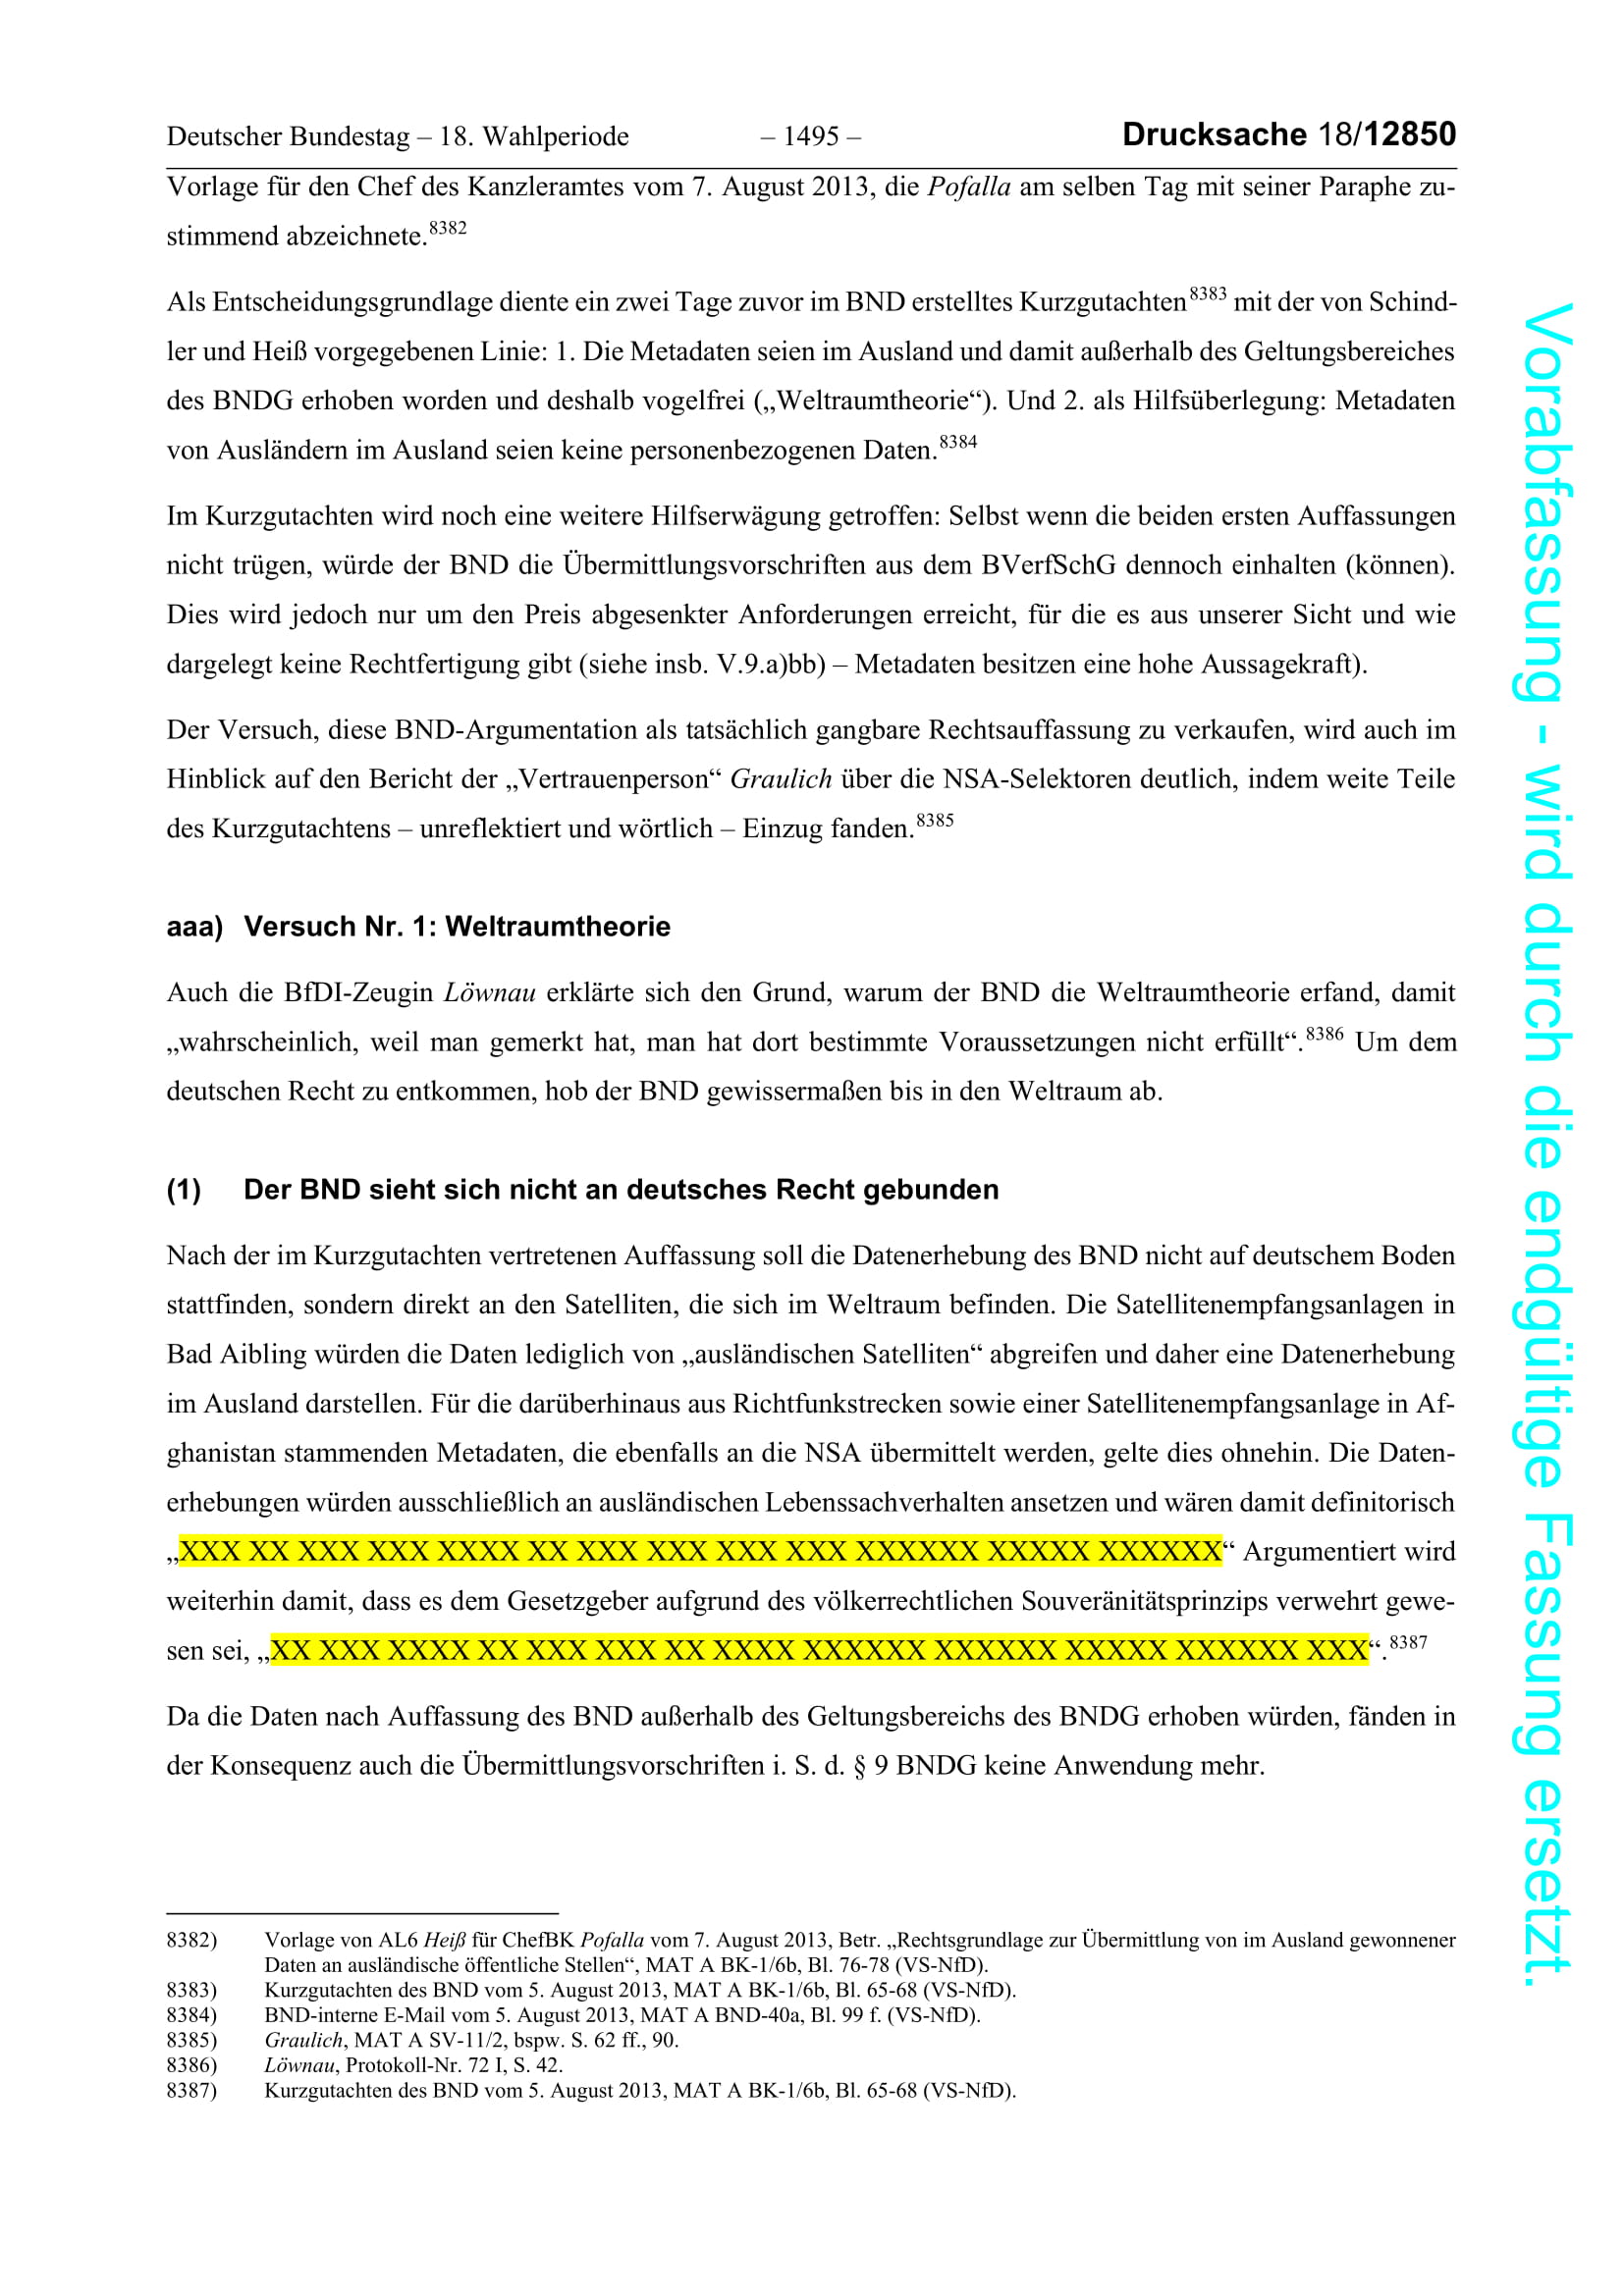 Deutscher Bundestag – 18. Wahlperiode – 1495 – Drucksache 18/12850
Vorlage für den Chef des Kanzleramtes vom 7. August 2013, die Pofalla am selben Tag mit seiner Paraphe zu-
stimmend abzeichnete.8382
Als Entscheidungsgrundlage diente ein zwei Tage zuvor im BND erstelltes Kurzgutachten8383 mit der von Schind-
ler und Heiß vorgegebenen Linie: 1. Die Metadaten seien im Ausland und damit außerhalb des Geltungsbereiches
des BNDG erhoben worden und deshalb vogelfrei („Weltraumtheorie“). Und 2. als Hilfsüberlegung: Metadaten
von Ausländern im Ausland seien keine personenbezogenen Daten.8384
Im Kurzgutachten wird noch eine weitere Hilfserwägung getroffen: Selbst wenn die beiden ersten Auffassungen
nicht trügen, würde der BND die Übermittlungsvorschriften aus dem BVerfSchG dennoch einhalten (können).
Dies wird jedoch nur um den Preis abgesenkter Anforderungen erreicht, für die es aus unserer Sicht und wie
dargelegt keine Rechtfertigung gibt (siehe insb. V.9.a)bb) – Metadaten besitzen eine hohe Aussagekraft).
Der Versuch, diese BND-Argumentation als tatsächlich gangbare Rechtsauffassung zu verkaufen, wird auch im
Hinblick auf den Bericht der „Vertrauenperson“ Graulich über die NSA-Selektoren deutlich, indem weite Teile
des Kurzgutachtens – unreflektiert und wörtlich – Einzug fanden.8385
aaa) Versuch Nr. 1: Weltraumtheorie
Auch die BfDI-Zeugin Löwnau erklärte sich den Grund, warum der BND die Weltraumtheorie erfand, damit
„wahrscheinlich, weil man gemerkt hat, man hat dort bestimmte Voraussetzungen nicht erfüllt“.8386 Um dem
deutschen Recht zu entkommen, hob der BND gewissermaßen bis in den Weltraum ab.
(1) Der BND sieht sich nicht an deutsches Recht gebunden
Nach der im Kurzgutachten vertretenen Auffassung soll die Datenerhebung des BND nicht auf deutschem Boden
stattfinden, sondern direkt an den Satelliten, die sich im Weltraum befinden. Die Satellitenempfangsanlagen in
Bad Aibling würden die Daten lediglich von „ausländischen Satelliten“ abgreifen und daher eine Datenerhebung
im Ausland darstellen. Für die darüberhinaus aus Richtfunkstrecken sowie einer Satellitenempfangsanlage in Af-
ghanistan stammenden Metadaten, die ebenfalls an die NSA übermittelt werden, gelte dies ohnehin. Die Daten-
erhebungen würden ausschließlich an ausländischen Lebenssachverhalten ansetzen und wären damit definitorisch
„XXX XX XXX XXX XXXX XX XXX XXX XXX XXX XXXXXX XXXXX XXXXXX“ Argumentiert wird
weiterhin damit, dass es dem Gesetzgeber aufgrund des völkerrechtlichen Souveränitätsprinzips verwehrt gewe-
sen sei, „XX XXX XXXX XX XXX XXX XX XXXX XXXXXX XXXXXX XXXXX XXXXXX XXX“.8387
Da die Daten nach Auffassung des BND außerhalb des Geltungsbereichs des BNDG erhoben würden, fänden in
der Konsequenz auch die Übermittlungsvorschriften i. S. d. § 9 BNDG keine Anwendung mehr.
8382) Vorlage von AL6 Heiß für ChefBK Pofalla vom 7. August 2013, Betr. „Rechtsgrundlage zur Übermittlung von im Ausland gewonnener
Daten an ausländische öffentliche Stellen“, MAT A BK-1/6b, Bl. 76-78 (VS-NfD).
8383) Kurzgutachten des BND vom 5. August 2013, MAT A BK-1/6b, Bl. 65-68 (VS-NfD).
8384) BND-interne E-Mail vom 5. August 2013, MAT A BND-40a, Bl. 99 f. (VS-NfD).
8385) Graulich, MAT A SV-11/2, bspw. S. 62 ff., 90.
8386) Löwnau, Protokoll-Nr. 72 I, S. 42.
8387) Kurzgutachten des BND vom 5. August 2013, MAT A BK-1/6b, Bl. 65-68 (VS-NfD).
Vorabfassung - wird durch die endgültige Fassung ersetzt.